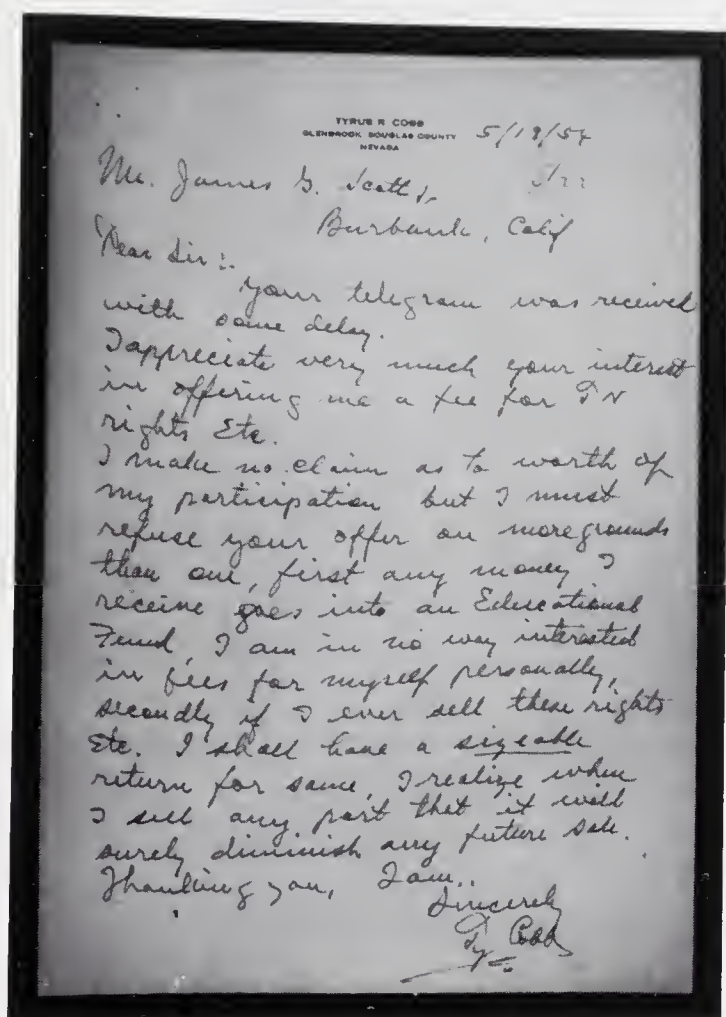 TYRUS R. COBB
GLENBROOK, DOUGLAS COUNTY
NEVADA
5/19/54
Mr. James G. Scott Jr
Burbank, Calif
Dear Sir:.
your telegram was received
with some delay.
I appreciate very much your interest
in offering me a fee for TV
rights Etc.
I make no claim as to worth of
my participation but I must
refuse your offer on more grounds
than one, first any money I
receive goes into an Educational
Fund, I am in no way interested
in fees for myself personally,
secondly if I ever sell these rights
Etc. I shall have a sizeable
return for same, I realize when
I sell any part that it will
surely diminish any future sale.
Thanking you, I am..
Sincerely
Ty Cobb